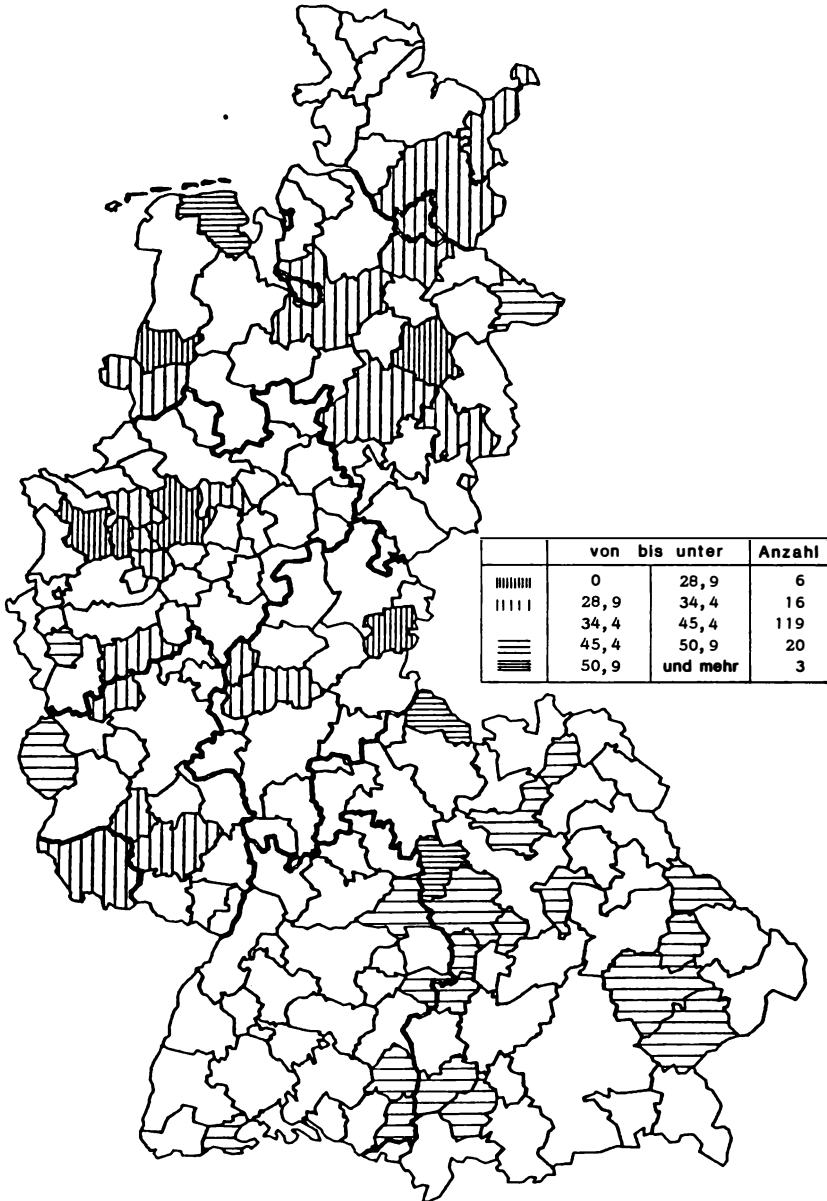 von bis unter Anzahl
0 28,9 6
28,9 34,4 16
34,4 45,4 119
45,4 50,9 20
50,9 und mehr 3